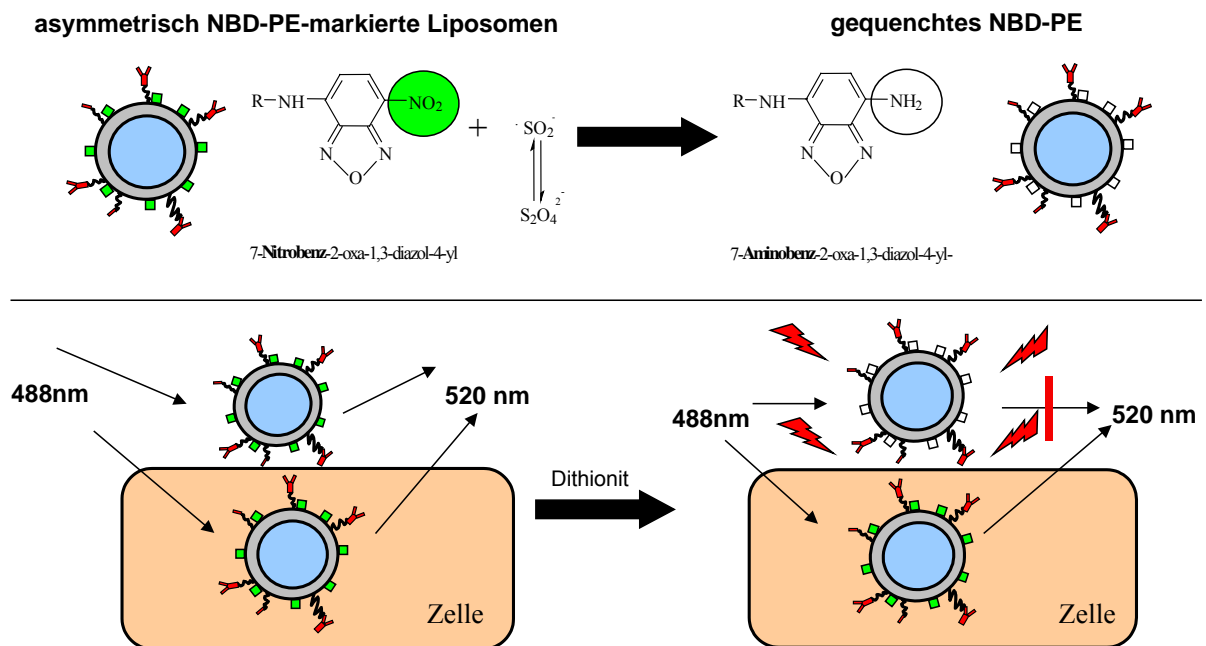 asymmetrisch NBD-PE-markierte Liposomen
gequenchtes NBD-PE
R–NH
NO2
N
N
O
+
· SO2 -
S2O4 2-
R–NH
NH2
N
N
O
7-Nitrobenz-2-oxa-1,3-diazol-4-yl
7-Aminobenz-2-oxa-1,3-diazol-4-yl-
488nm
520 nm
Zelle
Dithionit
488nm
520 nm
Zelle